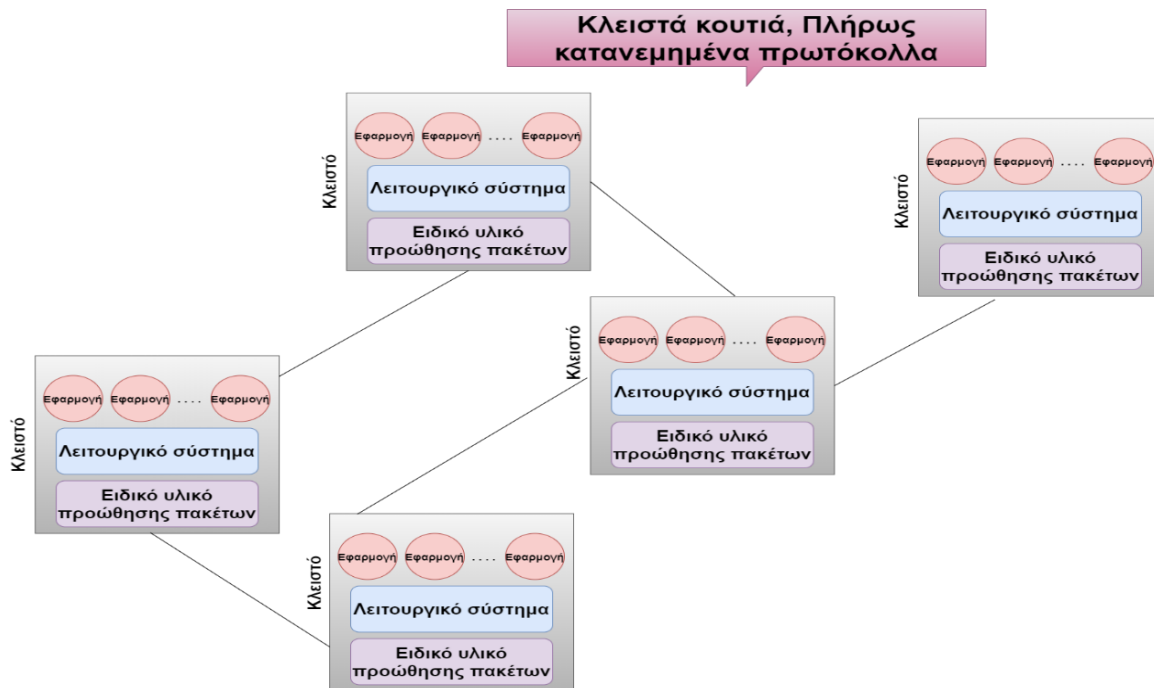 Κλειστά κουτιά, Πλήρως
κατανεμημένα πρωτόκολλα
Κλειστό
Εφαρμογή Εφαρμογή .... Εφαρμογή
Λειτουργικό σύστημα
Ειδικό υλικό
προώθησης πακέτων
Κλειστό
Εφαρμογή Εφαρμογή .... Εφαρμογή
Λειτουργικό σύστημα
Ειδικό υλικό
προώθησης πακέτων
Κλειστό
Εφαρμογή Εφαρμογή .... Εφαρμογή
Λειτουργικό σύστημα
Ειδικό υλικό
προώθησης πακέτων
Κλειστό
Εφαρμογή Εφαρμογή .... Εφαρμογή
Λειτουργικό σύστημα
Ειδικό υλικό
προώθησης πακέτων
Κλειστό
Εφαρμογή Εφαρμογή .... Εφαρμογή
Λειτουργικό σύστημα
Ειδικό υλικό
προώθησης πακέτων